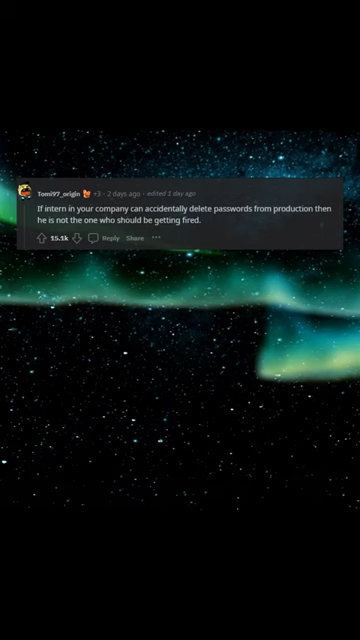 Tomi97_origin +3 · 2 days ago · edited 1 day ago
If intern in your company can accidentally delete passwords from production then
he is not the one who should be getting fired.
15.1k Reply Share ···